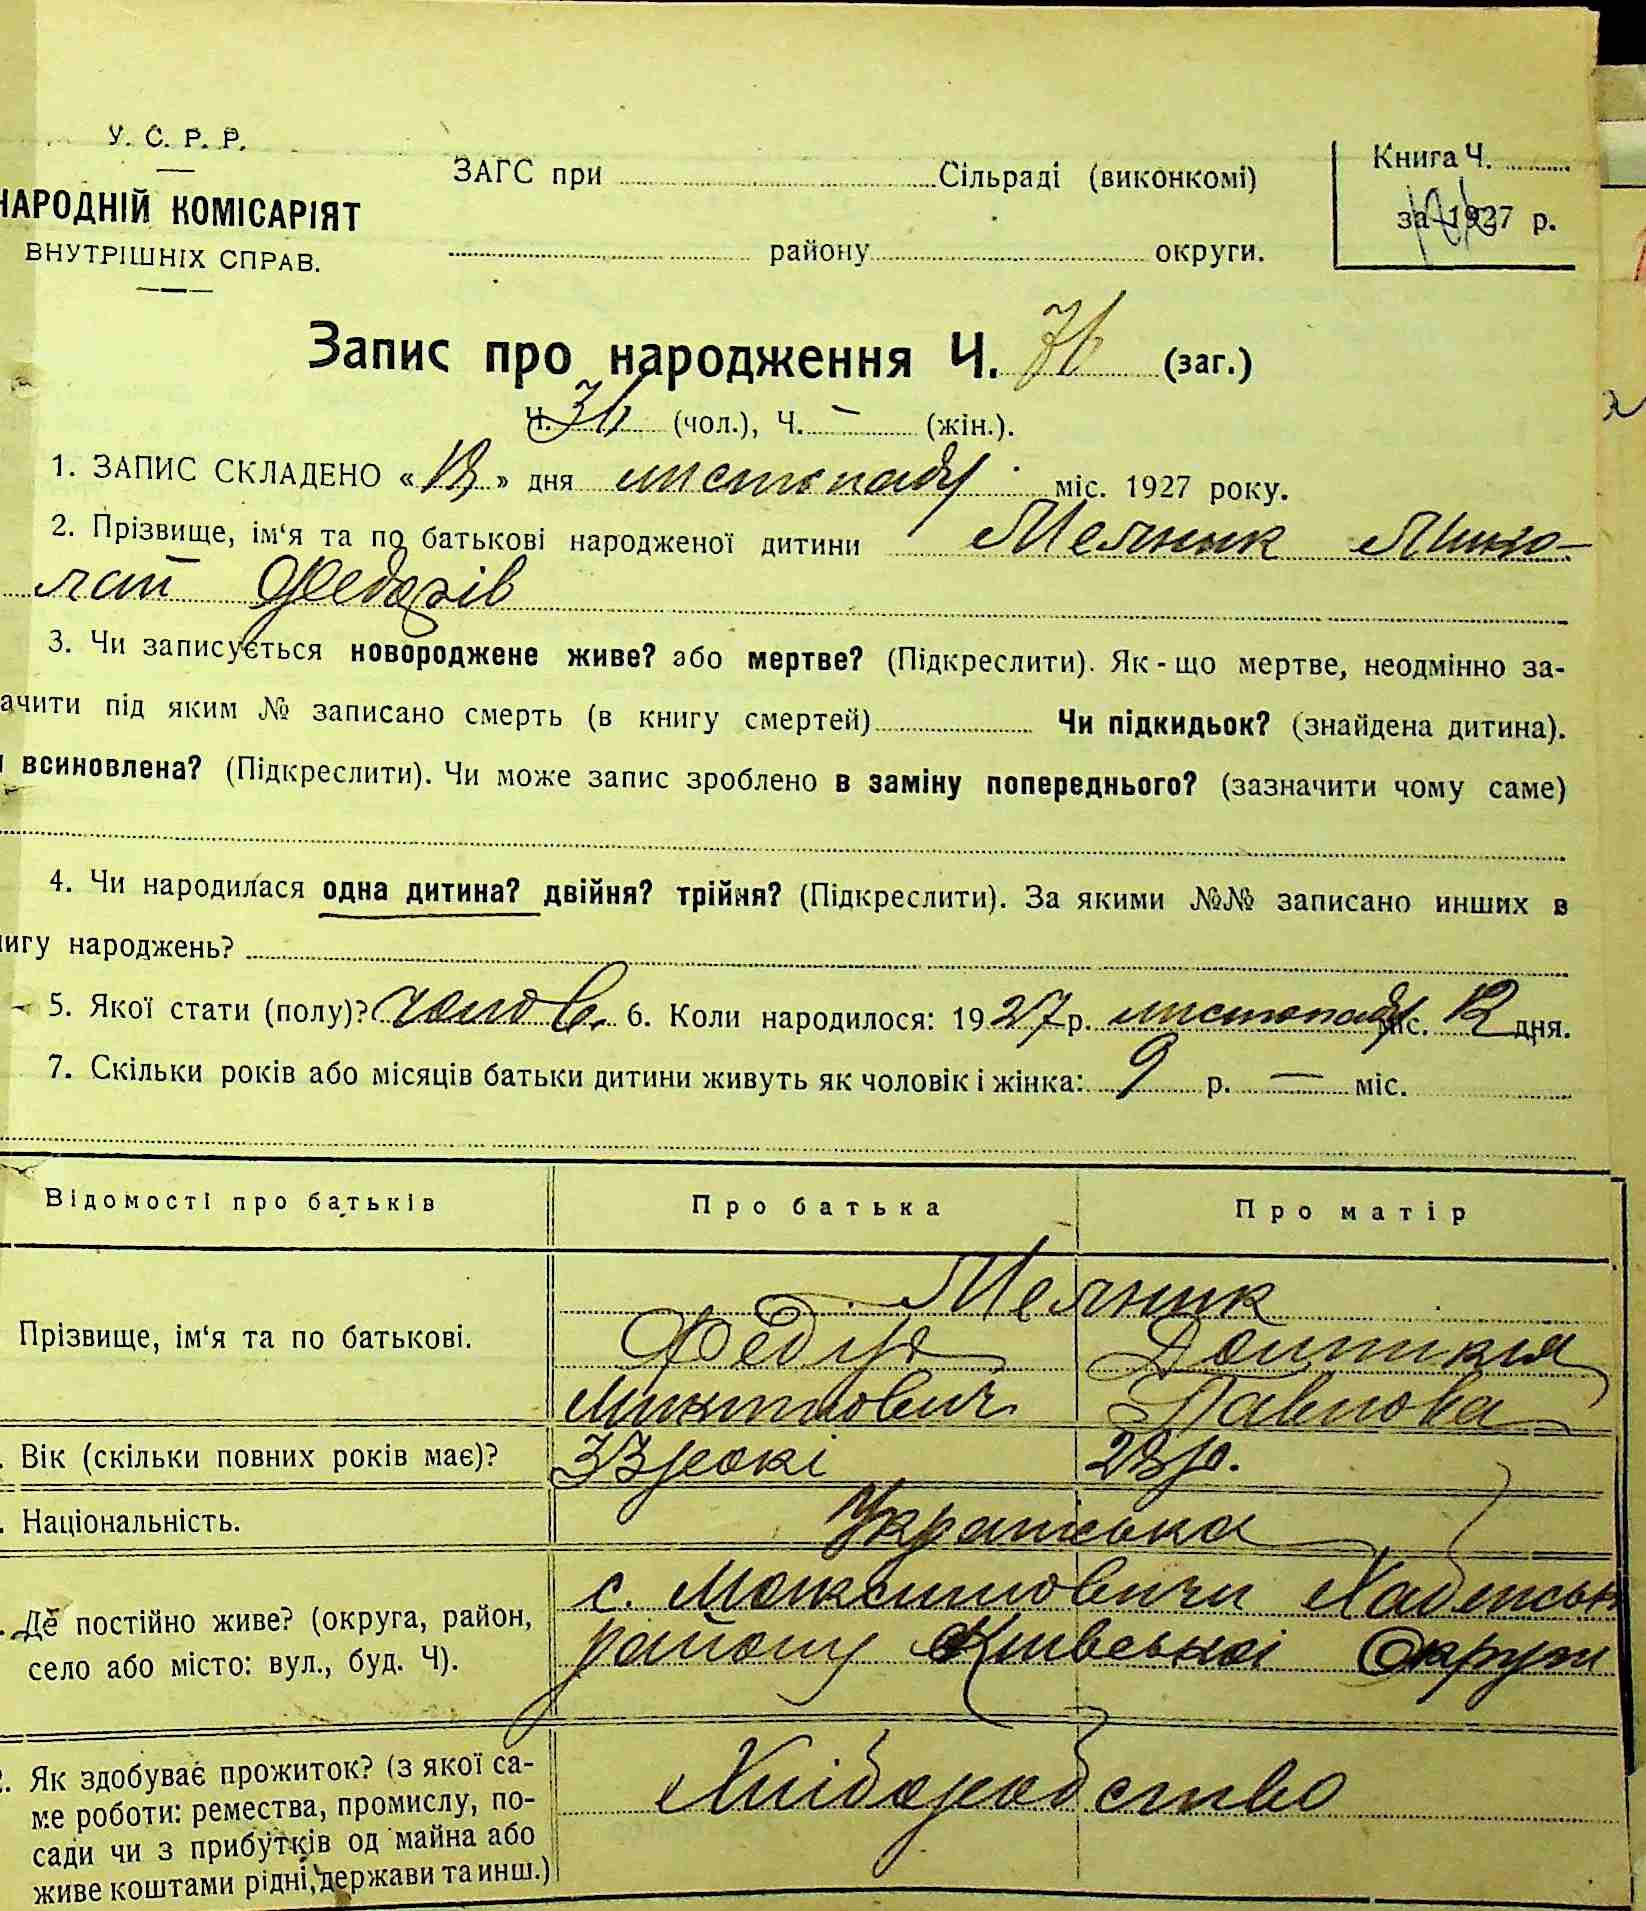 У. С. Р. Р.
НАРОДНІЙ КОМІСАРІЯТ
ВНУТРІШНІХ СПРАВ.
ЗАГС при Сільраді (виконкомі)
району округи.
Книга Ч.
за 1927 р.
Запис про народження Ч. 76 (заг.)
Ч. 36 (чол.), Ч. — (жін.).
1. ЗАПИС СКЛАДЕНО « » дня листопаду міс. 1927 року.
2. Прізвище, ім'я та по батькові народженої дитини Мельник Мико-
лай Федорів
3. Чи записується новороджене живе? або мертве? (Підкреслити). Як-що мертве, неодмінно за-
ачити під яким № записано смерть (в книгу смертей) Чи підкидьок? (знайдена дитина).
и всиновлена? (Підкреслити). Чи може запис зроблено в заміну попереднього? (зазначити чому саме)
4. Чи народилася одна дитина? двійня? трійня? (Підкреслити). За якими №№ записано инших в
нигу народжень?
5. Якої стати (полу)? чолов. 6. Коли народилося: 1927 р. листопаду міс. 12 дня.
7. Скільки років або місяців батьки дитини живуть як чоловік і жінка: 9 р. — міс.
Відомості про батьків Про батька Про матір
Мельник
Прізвище, ім'я та по батькові. Федір
Павлова
. Вік (скільки повних років має)? 33 рокі 28 р.
. Національність. Українська
. Де постійно живе? (округа, район,
село або місто: вул., буд. Ч).
с. Максимовичи Хабенськ
району Київської Округи
2. Як здобуває прожиток? (з якої са-
ме роботи: ремества, промислу, по-
сади чи з прибутків од майна або
живе коштами рідні, держави та инш.)
Хліборобство